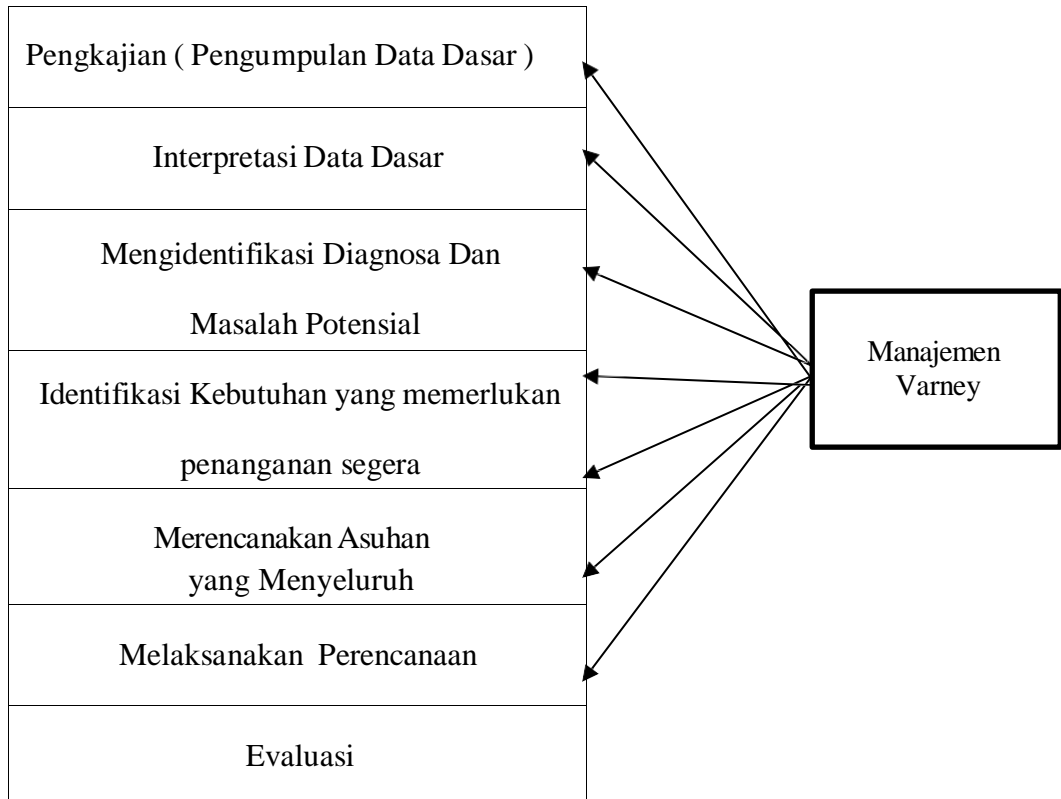 Pengkajian ( Pengumpulan Data Dasar )
Interpretasi Data Dasar
Mengidentifikasi Diagnosa Dan
Masalah Potensial
Identifikasi Kebutuhan yang memerlukan
penanganan segera
Merencanakan Asuhan
yang Menyeluruh
Melaksanakan Perencanaan
Evaluasi
Manajemen
Varney